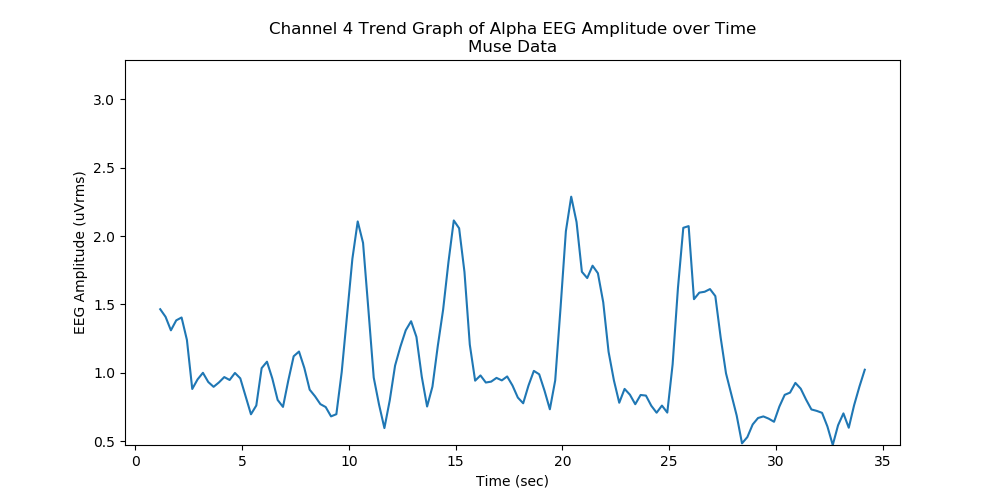 Channel 4 Trend Graph of Alpha EEG Amplitude over Time
Muse Data
3.0
2.5
2.0
1.5
1.0
0.5
EEG Amplitude (uVrms)
0 5 10 15 20 25 30 35
Time (sec)